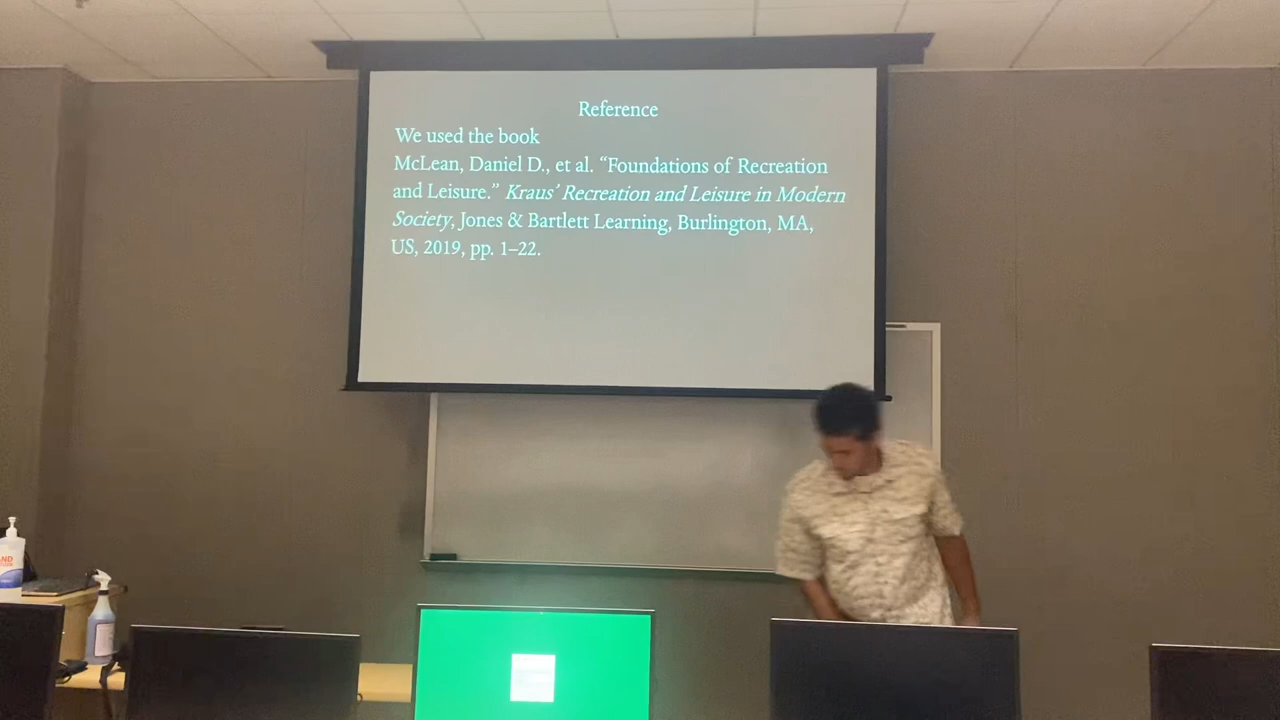 Reference
We used the book
McLean, Daniel D., et al. “Foundations of Recreation
and Leisure.” Kraus’ Recreation and Leisure in Modern
Society, Jones & Bartlett Learning, Burlington, MA,
US, 2019, pp. 1–22.